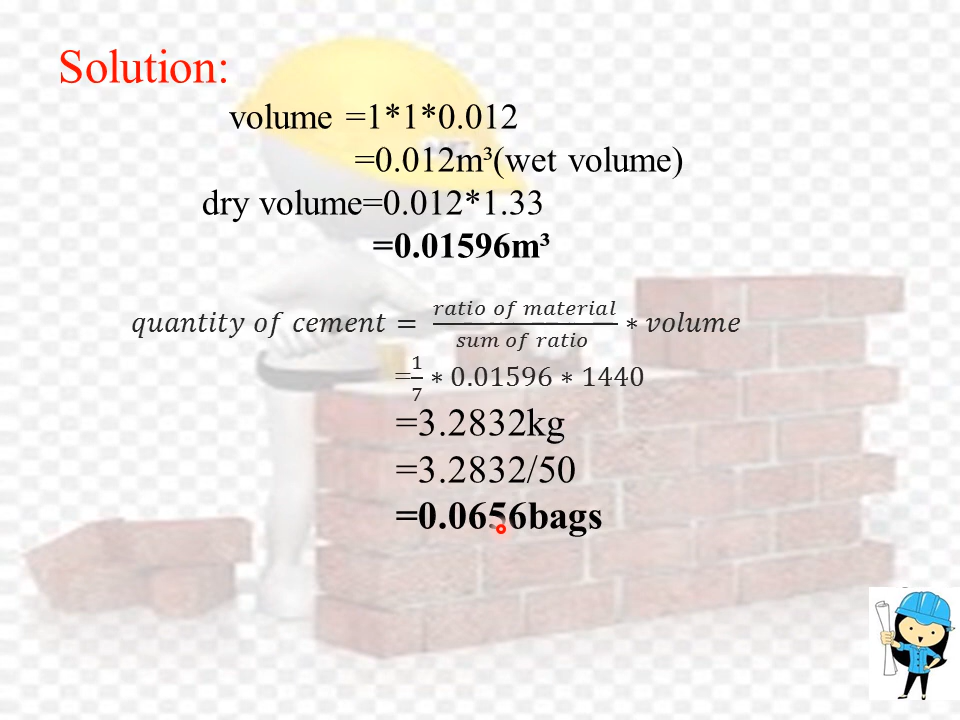 Solution:
volume =1*1*0.012
=0.012m³(wet volume)
dry volume=0.012*1.33
=0.01596m³
quantity of cement = ratio of material / sum of ratio * volume
=1/7 * 0.01596 * 1440
=3.2832kg
=3.2832/50
=0.0656bags